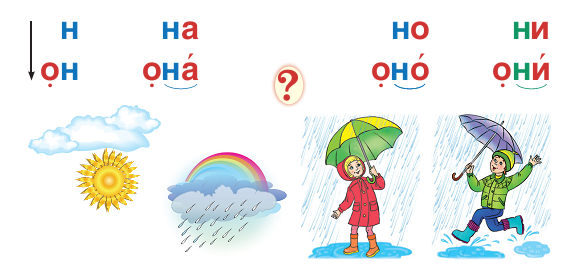 н на но ни
он она́ ? оно́ они́